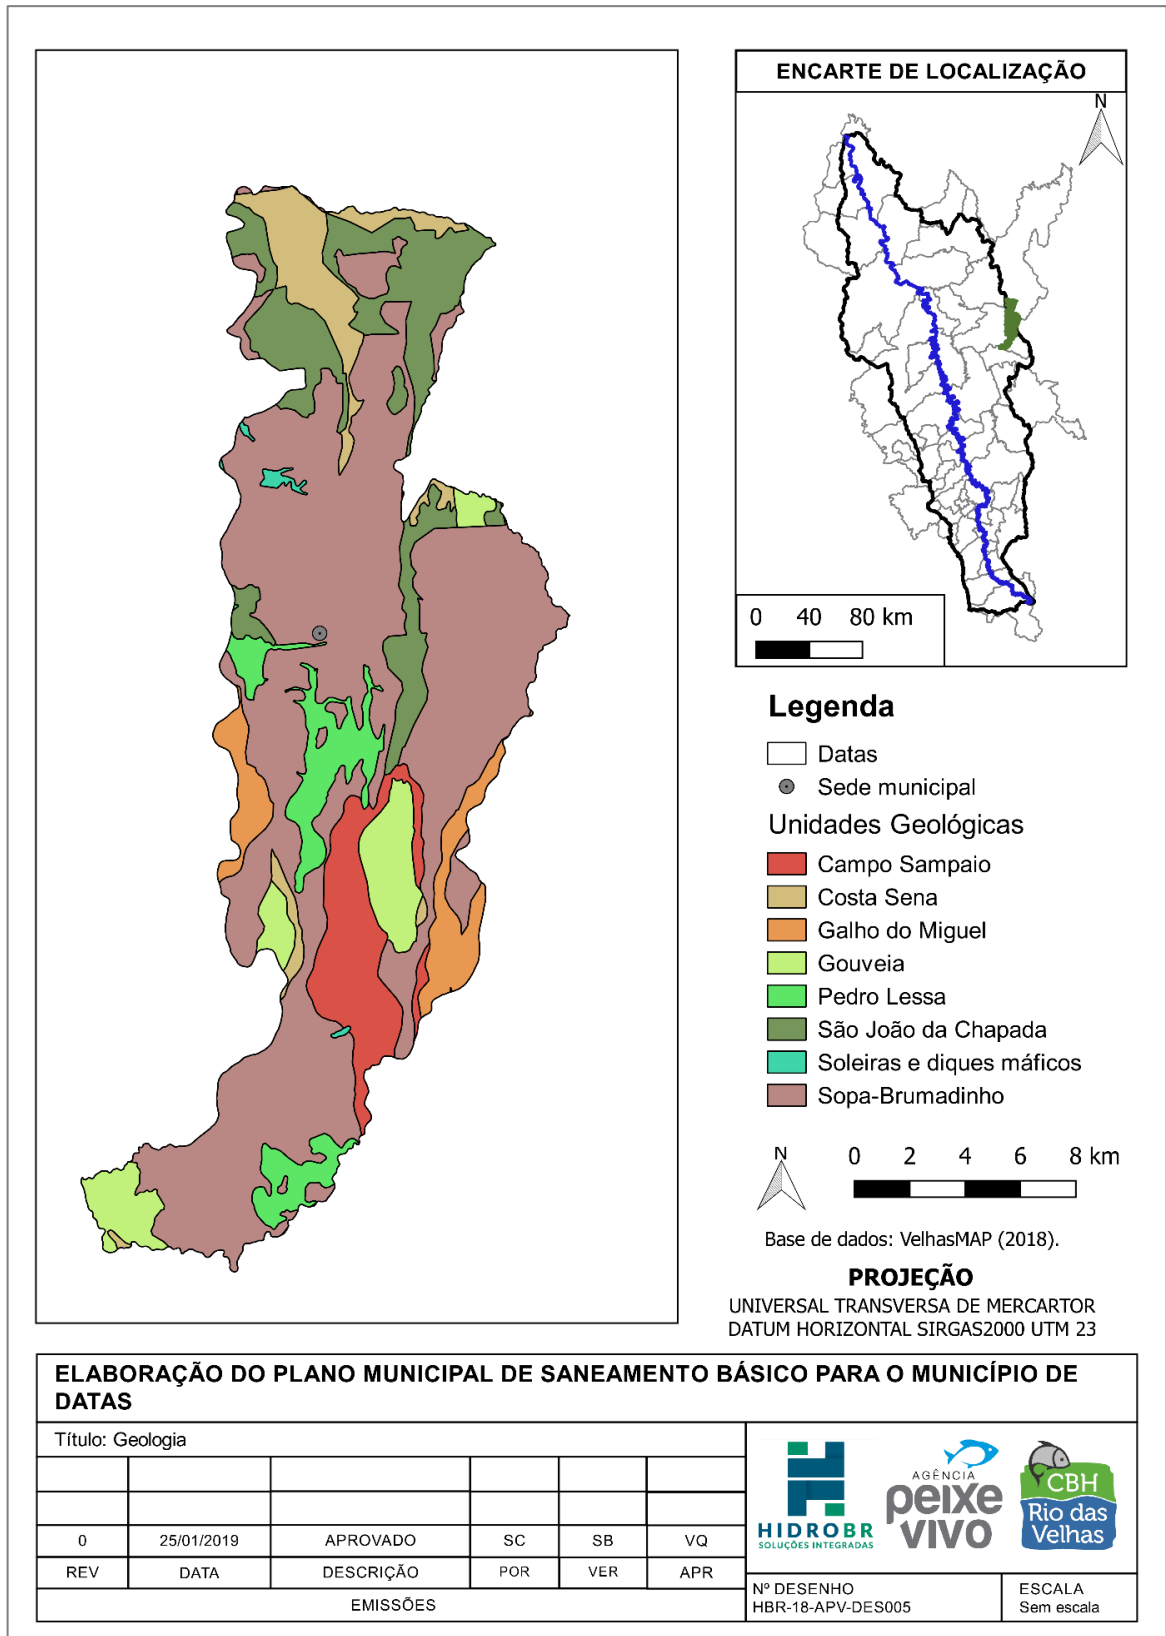 ENCARTE DE LOCALIZAÇÃO
N
0 40 80 km
Legenda
Datas
Sede municipal
Unidades Geológicas
Campo Sampaio
Costa Sena
Galho do Miguel
Gouveia
Pedro Lessa
São João da Chapada
Soleiras e diques máficos
Sopa-Brumadinho
N
0 2 4 6 8 km
Base de dados: VelhasMAP (2018).
PROJEÇÃO
UNIVERSAL TRANSVERSA DE MERCARTOR
DATUM HORIZONTAL SIRGAS2000 UTM 23
ELABORAÇÃO DO PLANO MUNICIPAL DE SANEAMENTO BÁSICO PARA O MUNICÍPIO DE
DATAS
Título: Geologia
0 25/01/2019 APROVADO SC SB VQ
REV DATA DESCRIÇÃO POR VER APR
EMISSÕES
HIDROBR
SOLUÇÕES INTEGRADAS
AGÊNCIA
peixe
vivo
CBH
Rio das
Velhas
Nº DESENHO
HBR-18-APV-DES005
ESCALA
Sem escala